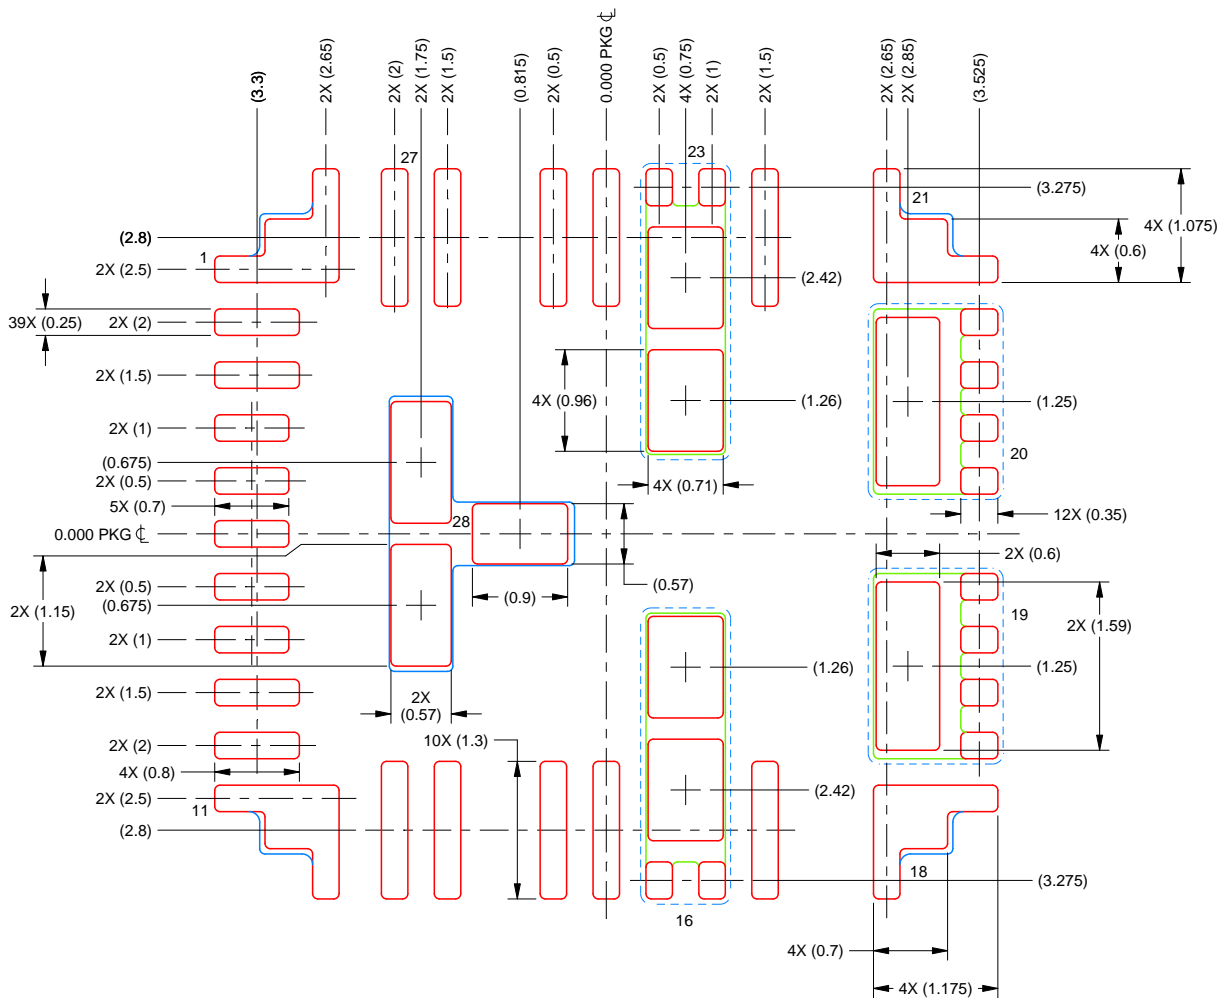 (3.3)
2X (2.65)
2X (2)
2X (1.75)
2X (1.5)
(0.815)
2X (0.5)
0.000 PKG ℄
2X (0.5)
4X (0.75)
2X (1)
2X (1.5)
2X (2.65)
2X (2.85)
(3.525)
27
23
21
(3.275)
4X (1.075)
4X (0.6)
(2.8)
1
2X (2.5)
(2.42)
39X (0.25)
2X (2)
2X (1.5)
4X (0.96)
(1.26)
(1.25)
2X (1)
(0.675)
20
2X (0.5)
4X (0.71)
5X (0.7)
12X (0.35)
28
0.000 PKG ℄
2X (0.6)
2X (0.5)
(0.57)
(0.675)
(0.9)
2X (1.15)
19
2X (1.59)
2X (1)
(1.26)
(1.25)
2X (1.5)
2X
(0.57)
2X (2)
10X (1.3)
4X (0.8)
(2.42)
2X (2.5)
11
(2.8)
18
(3.275)
16
4X (0.7)
4X (1.175)